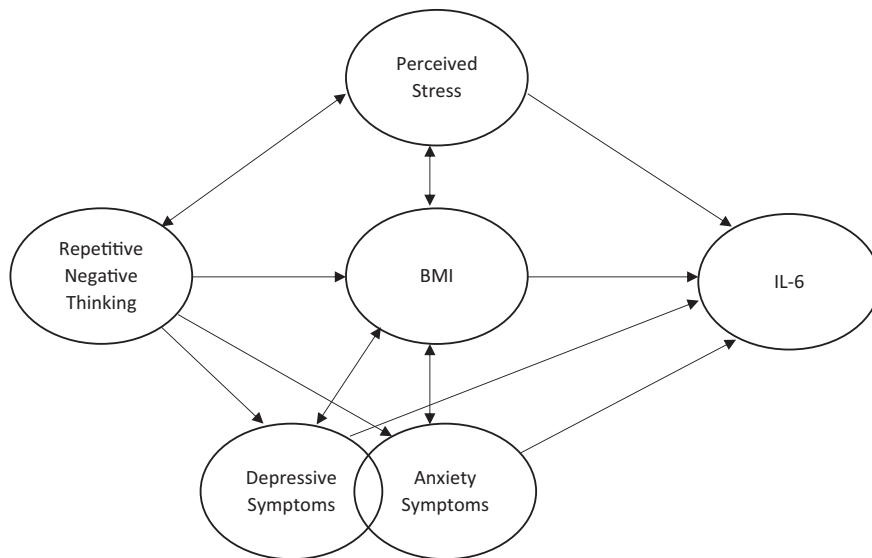 Perceived
Stress
Repetitive
Negative
Thinking
BMI
IL-6
Depressive
Symptoms
Anxiety
Symptoms